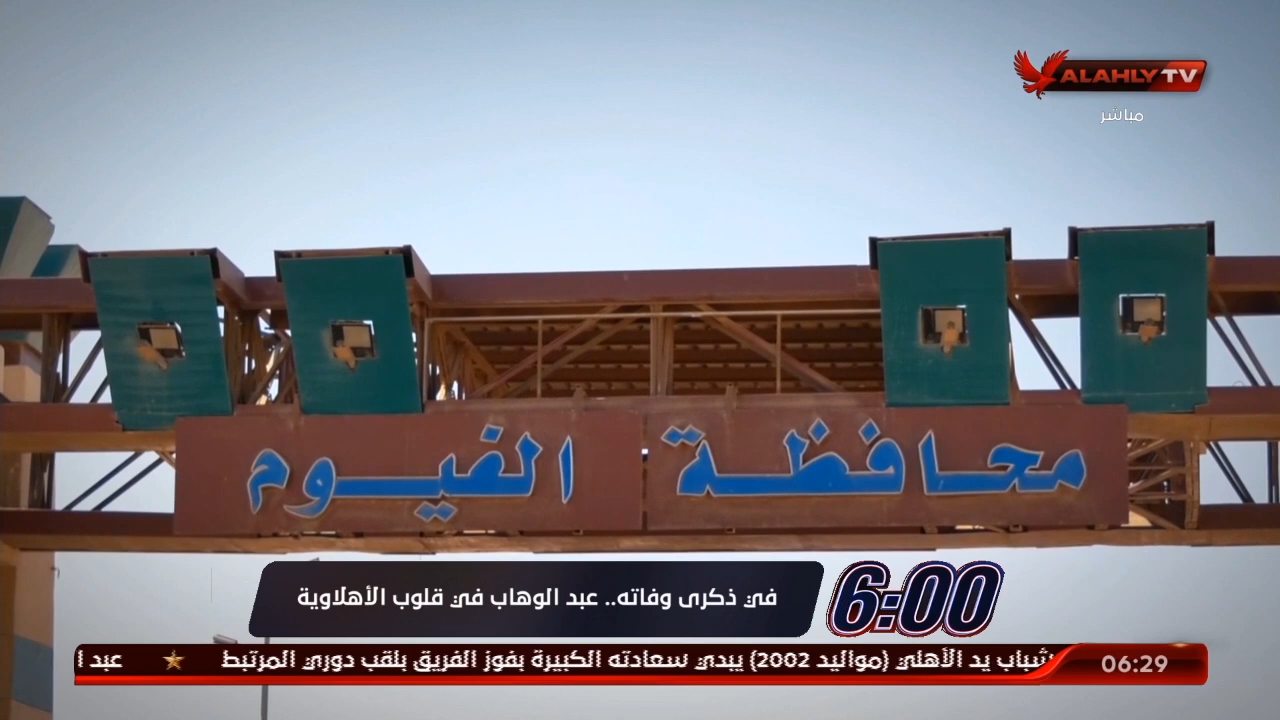 ALAHLY TV
مباشر
محافظة الفيوم
في ذكرى وفاته.. عبد الوهاب في قلوب الأهلاوية
6:00
شباب يد الأهلي (مواليد 2002) يبدي سعادته الكبيرة بفوز الفريق بلقب دوري المرتبط ★ عبد ا
06:29